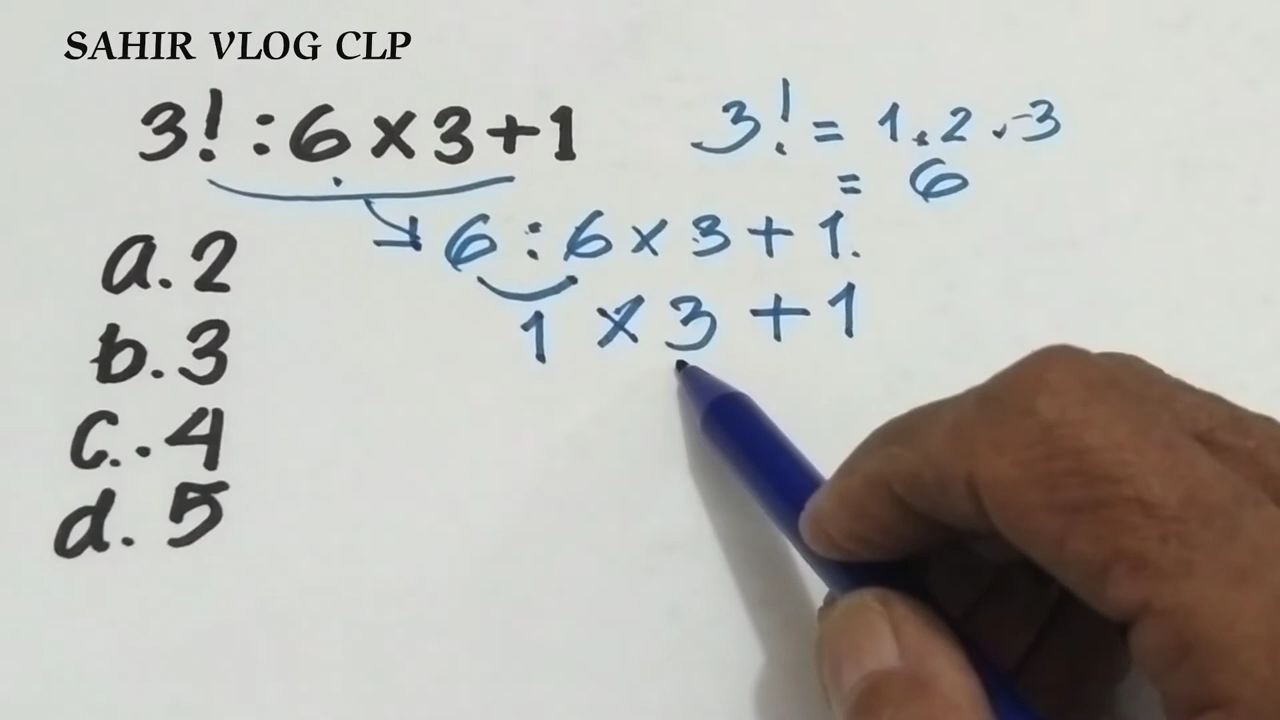 SAHIR VLOG CLP
3! : 6 × 3 + 1
3! = 1 . 2 . 3
= 6
6 : 6 × 3 + 1.
1 × 3 + 1
a. 2
b. 3
c. 4
d. 5